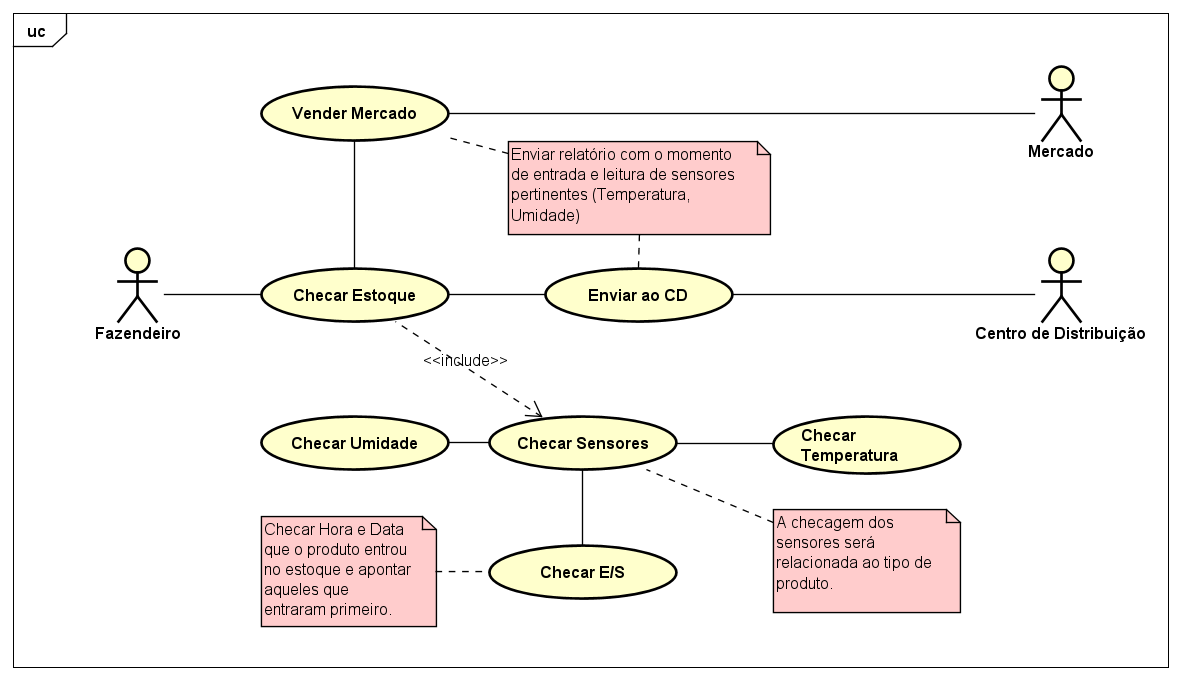 uc
Vender Mercado
Mercado
Enviar relatório com o momento
de entrada e leitura de sensores
pertinentes (Temperatura,
Umidade)
Fazendeiro
Checar Estoque
Enviar ao CD
Centro de Distribuição
<<include>>
Checar Umidade
Checar Sensores
Checar
Temperatura
Checar Hora e Data
que o produto entrou
no estoque e apontar
aqueles que
entraram primeiro.
Checar E/S
A checagem dos
sensores será
relacionada ao tipo de
produto.